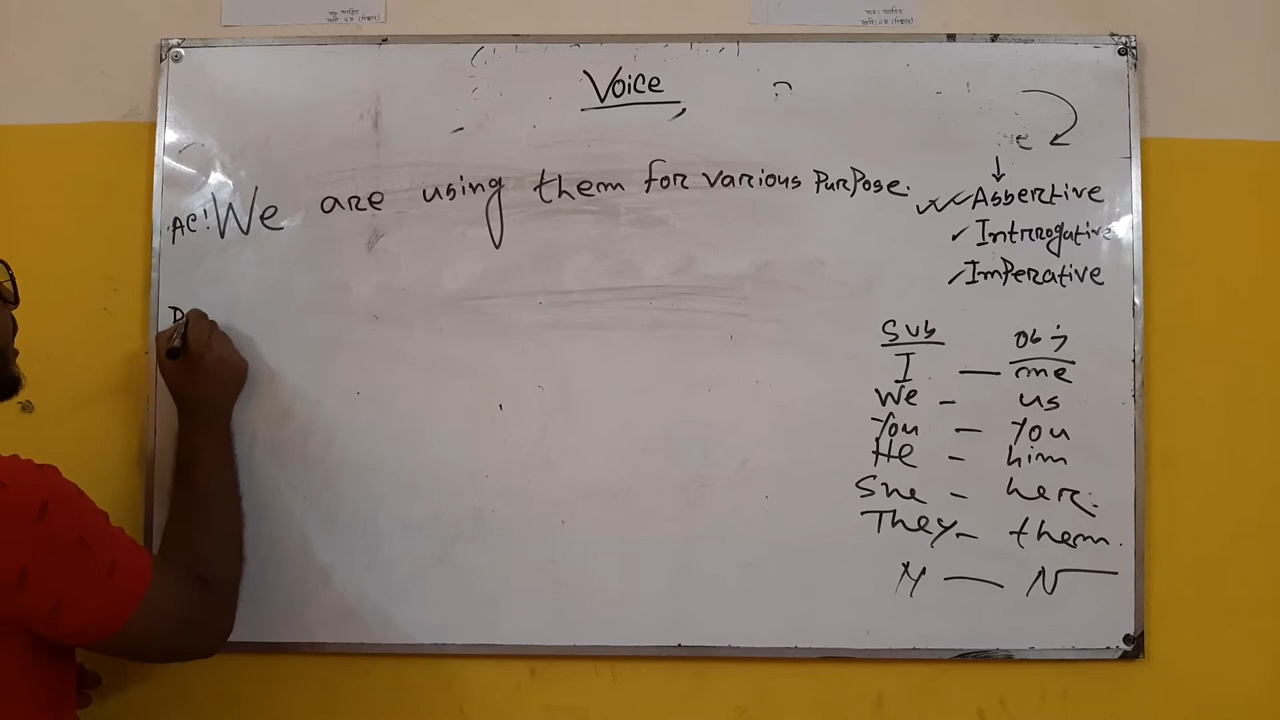 Voice
AC! We are using them for various PurPose.
Assertive
Intrrogative
ImPerative
Sub obj
I — me
We – us
You – you
He – him
She – her.
They – them.
N — N